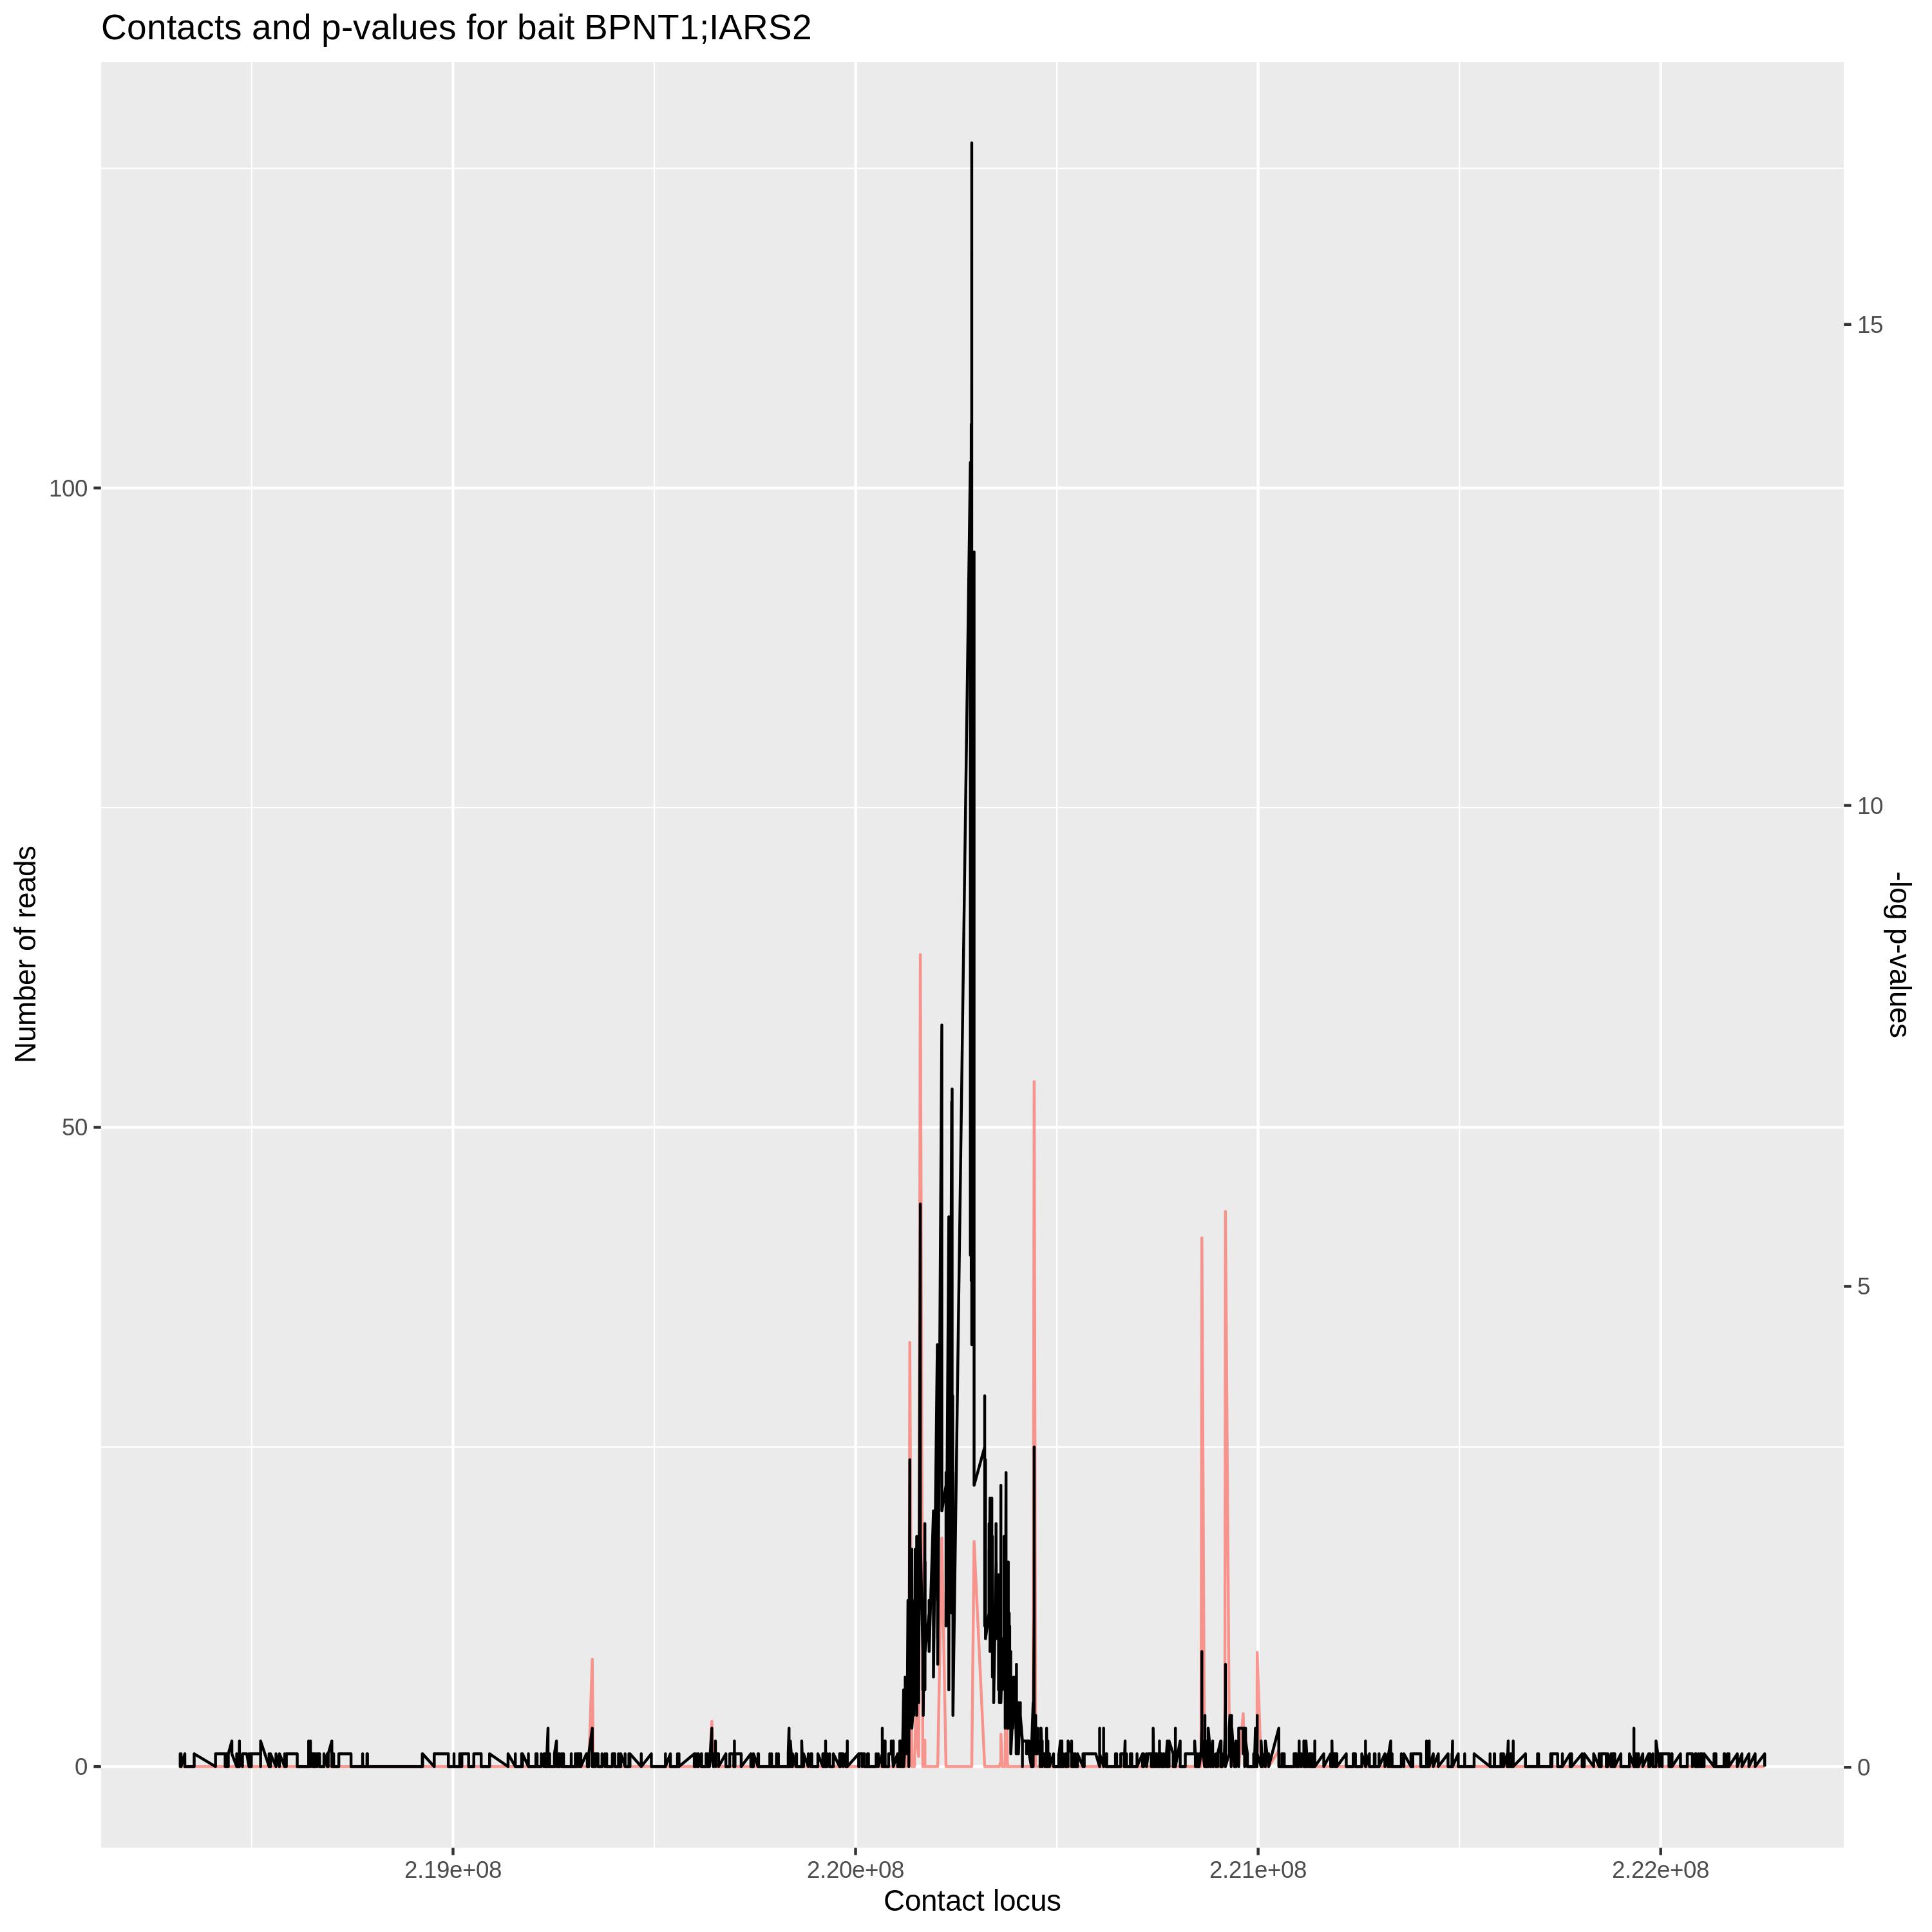 Contacts and p-values for bait BPNT1;IARS2
Number of reads
100
50
0
15
10
5
0
-log p-values
2.19e+08
2.20e+08
2.21e+08
2.22e+08
Contact locus